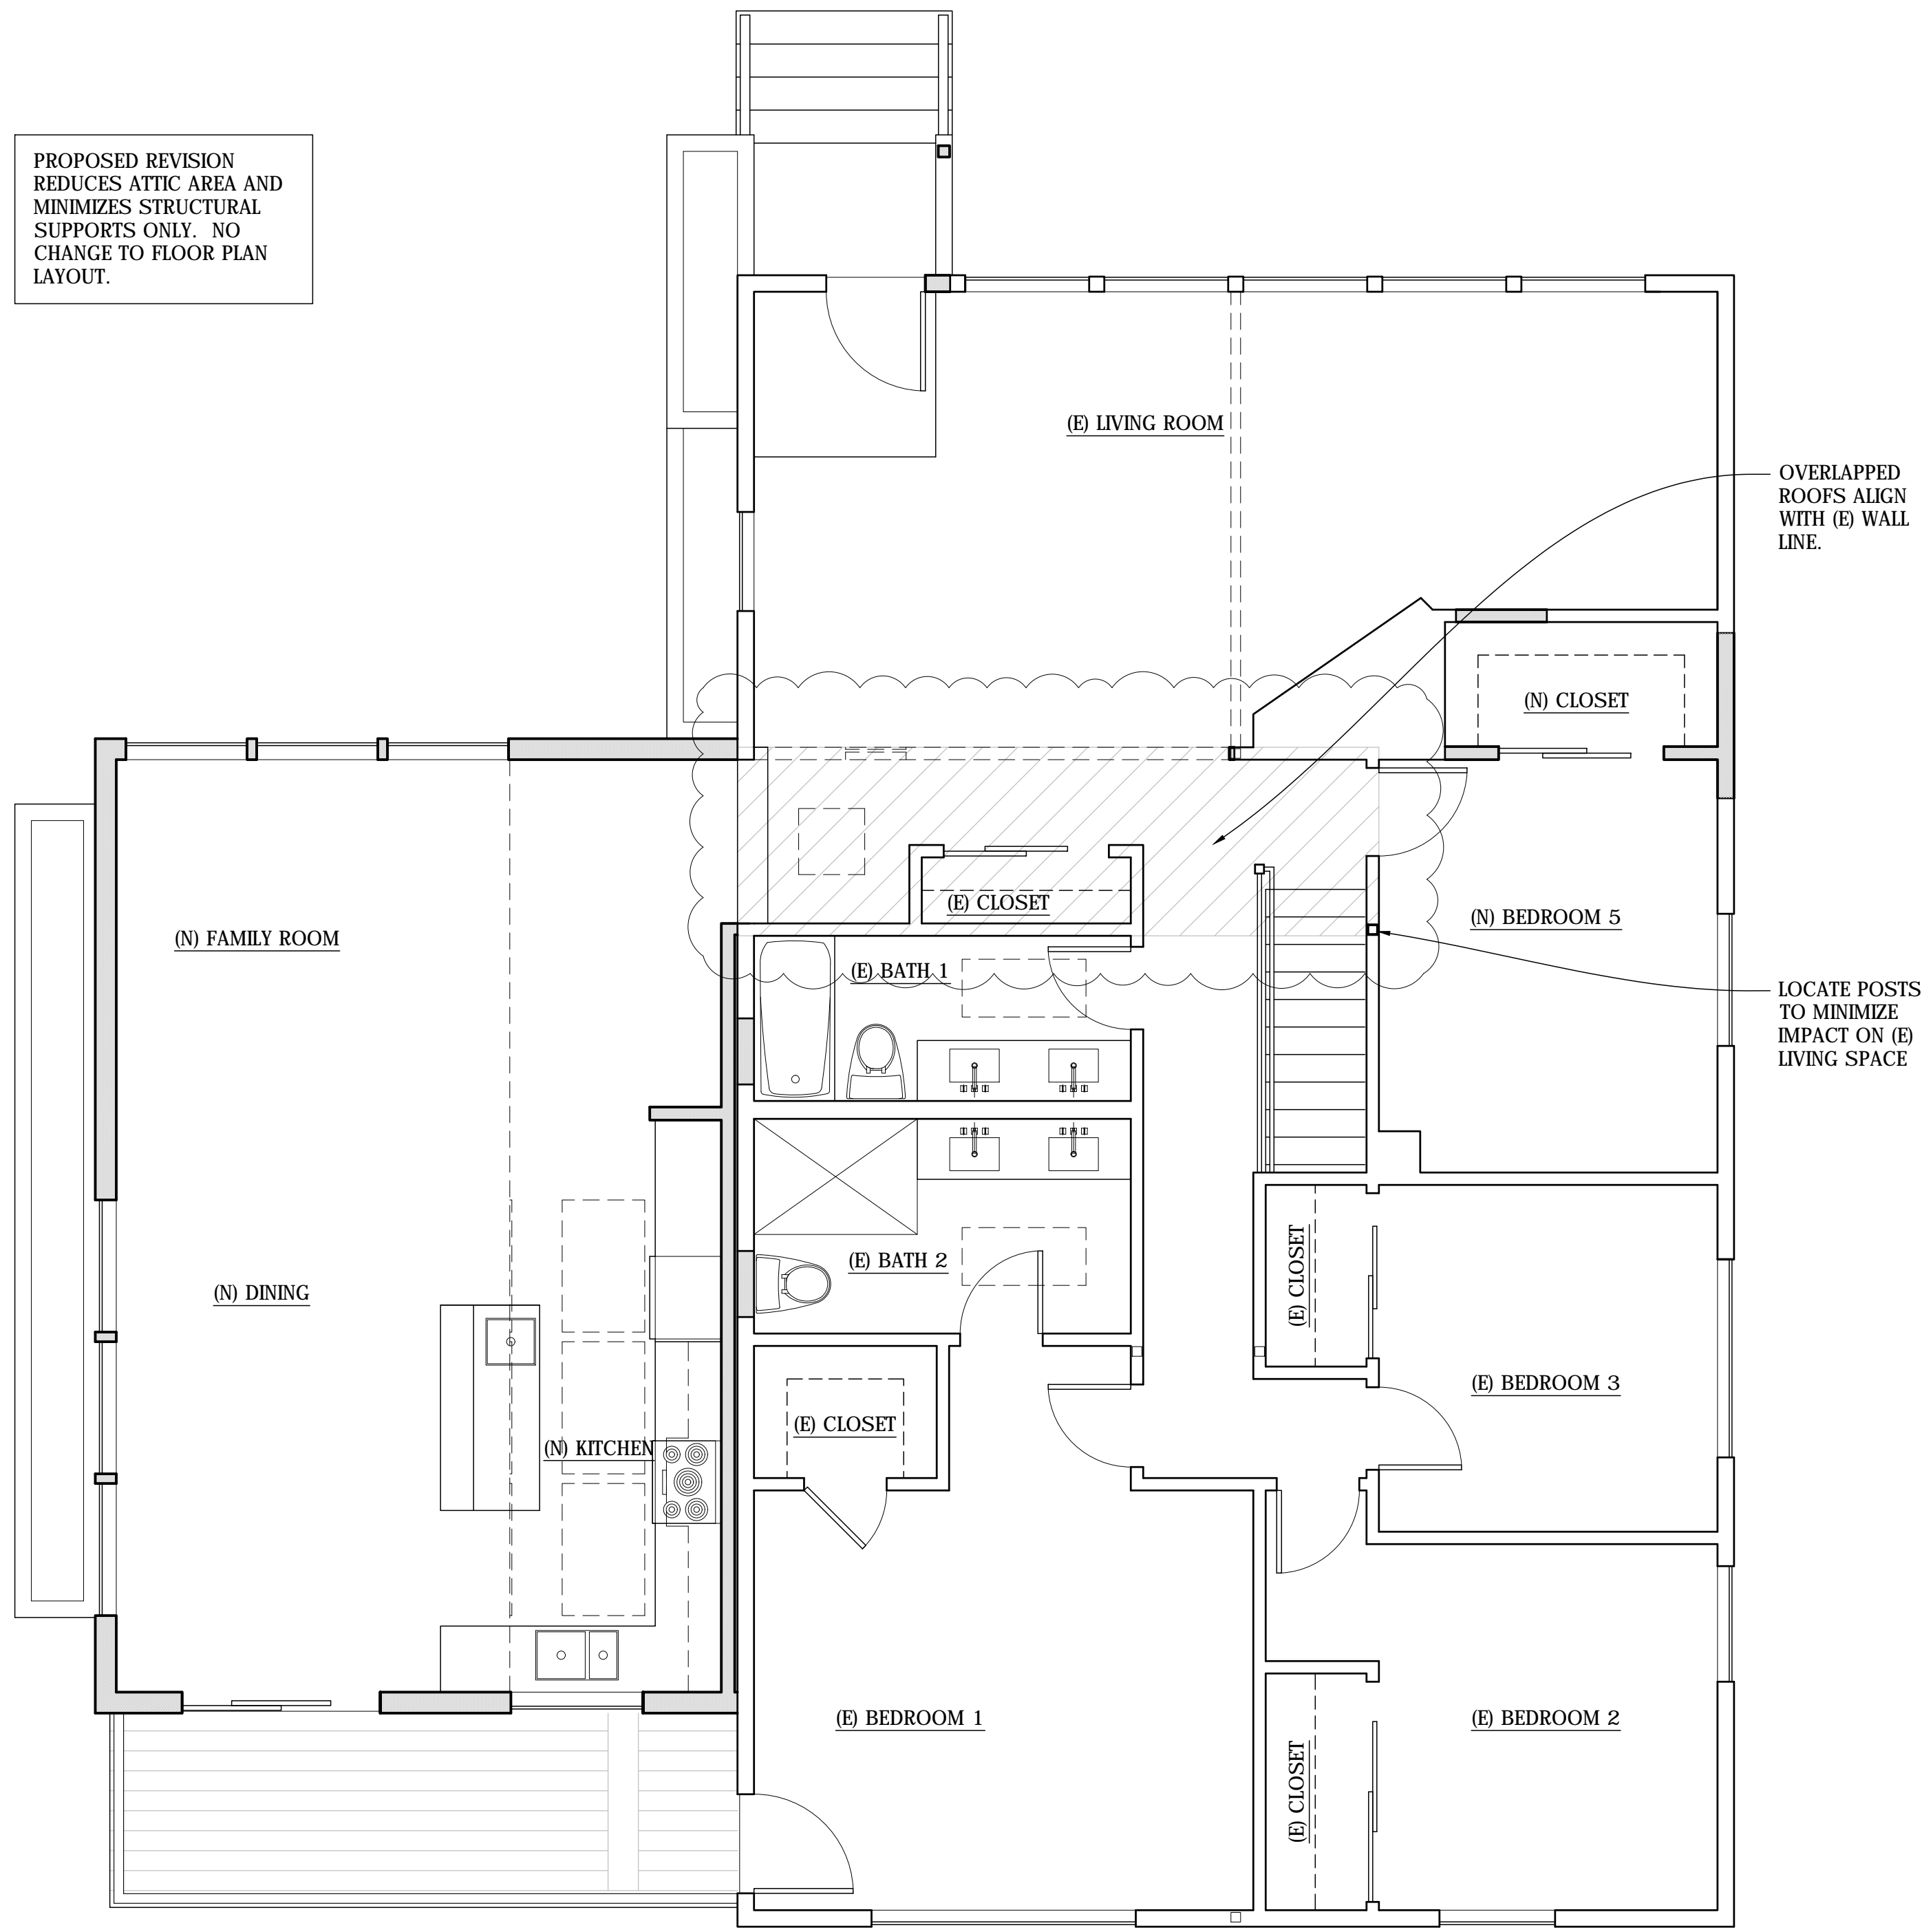 PROPOSED REVISION
REDUCES ATTIC AREA AND
MINIMIZES STRUCTURAL
SUPPORTS ONLY.  NO
CHANGE TO FLOOR PLAN
LAYOUT.
(E) LIVING ROOM
OVERLAPPED
ROOFS ALIGN
WITH (E) WALL
LINE.
(N) CLOSET
(E) CLOSET
(N) BEDROOM 5
(N) FAMILY ROOM
(E) BATH 1
LOCATE POSTS
TO MINIMIZE
IMPACT ON (E)
LIVING SPACE
(E) BATH 2
(E) CLOSET
(N) DINING
(E) BEDROOM 3
(E) CLOSET
(N) KITCHEN
(E) BEDROOM 1
(E) BEDROOM 2
(E) CLOSET